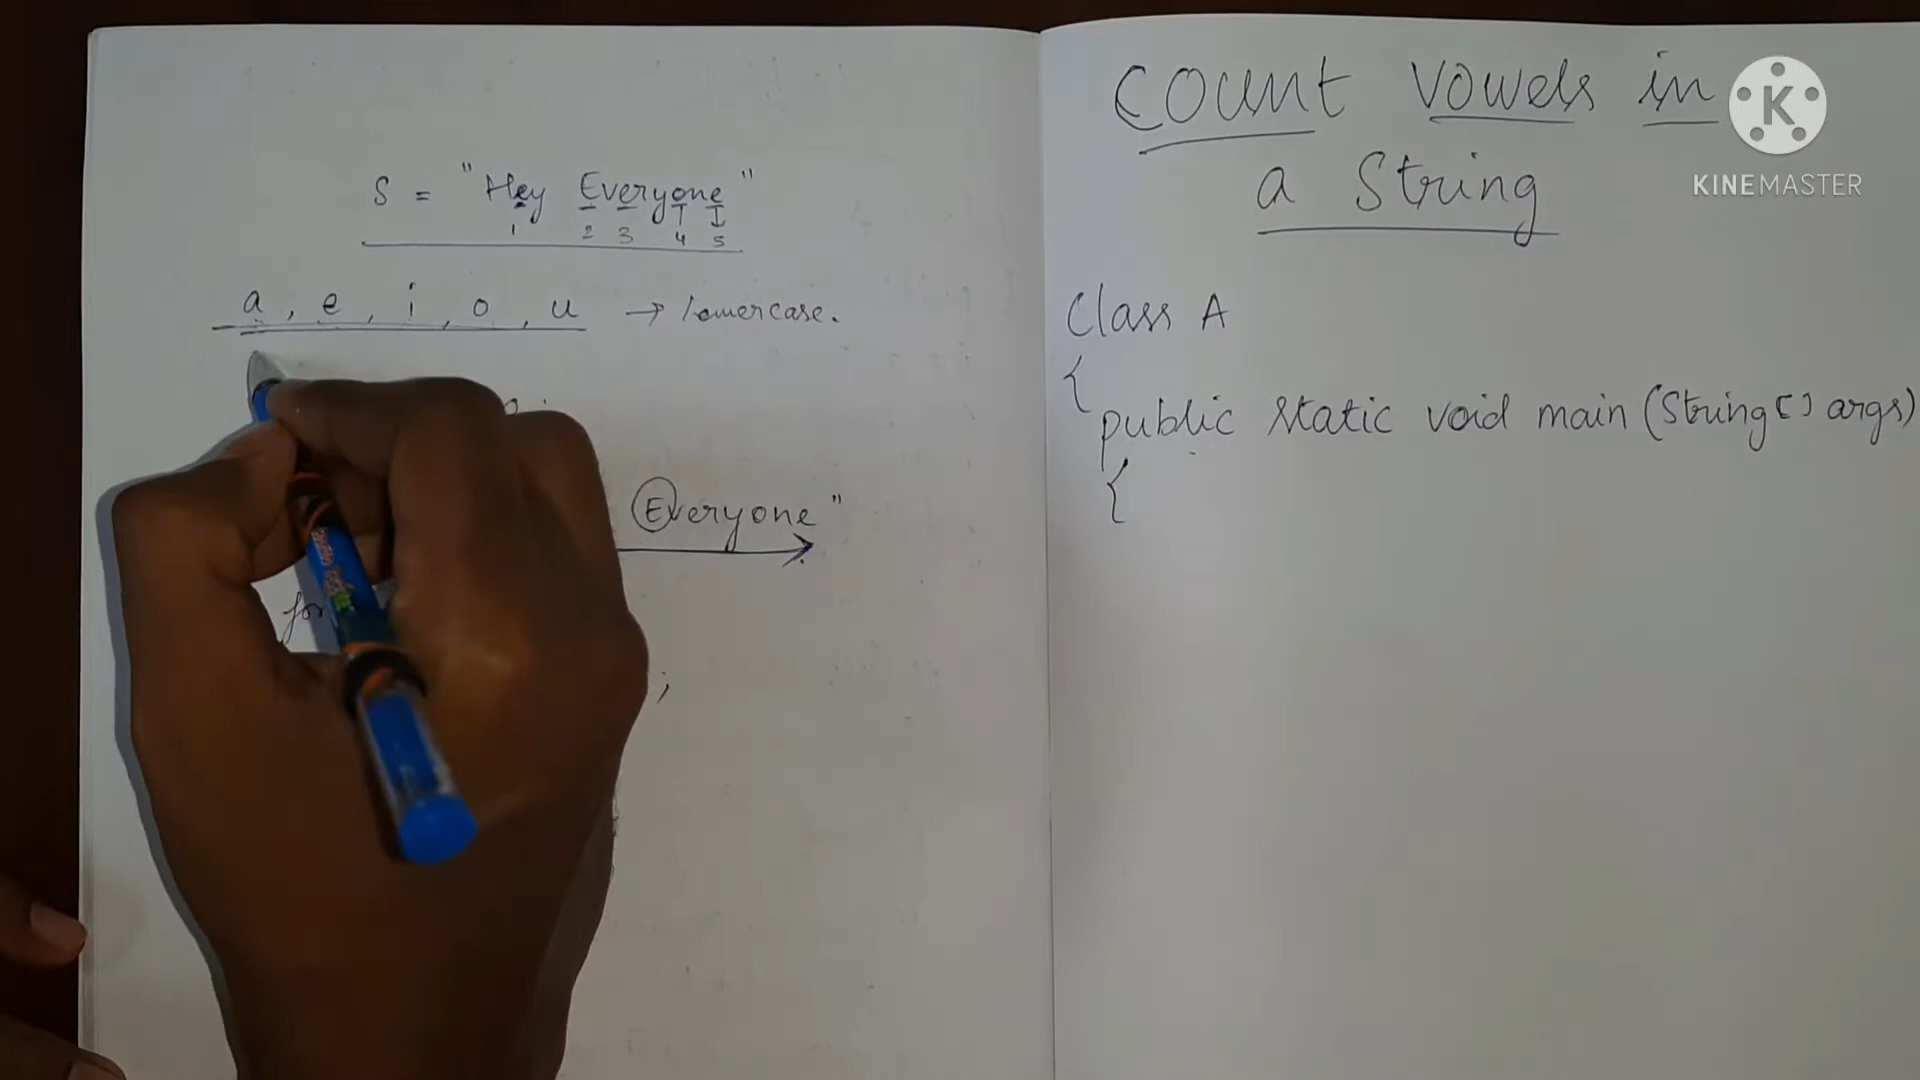 S = "Hey Everyone"
1 2 3 4 5
a, e, i, o, u → Lowercase.
Everyone"
for
;
Count Vowels in
a String
Class A
{
public static void main (String [] args)
{
KINEMASTER